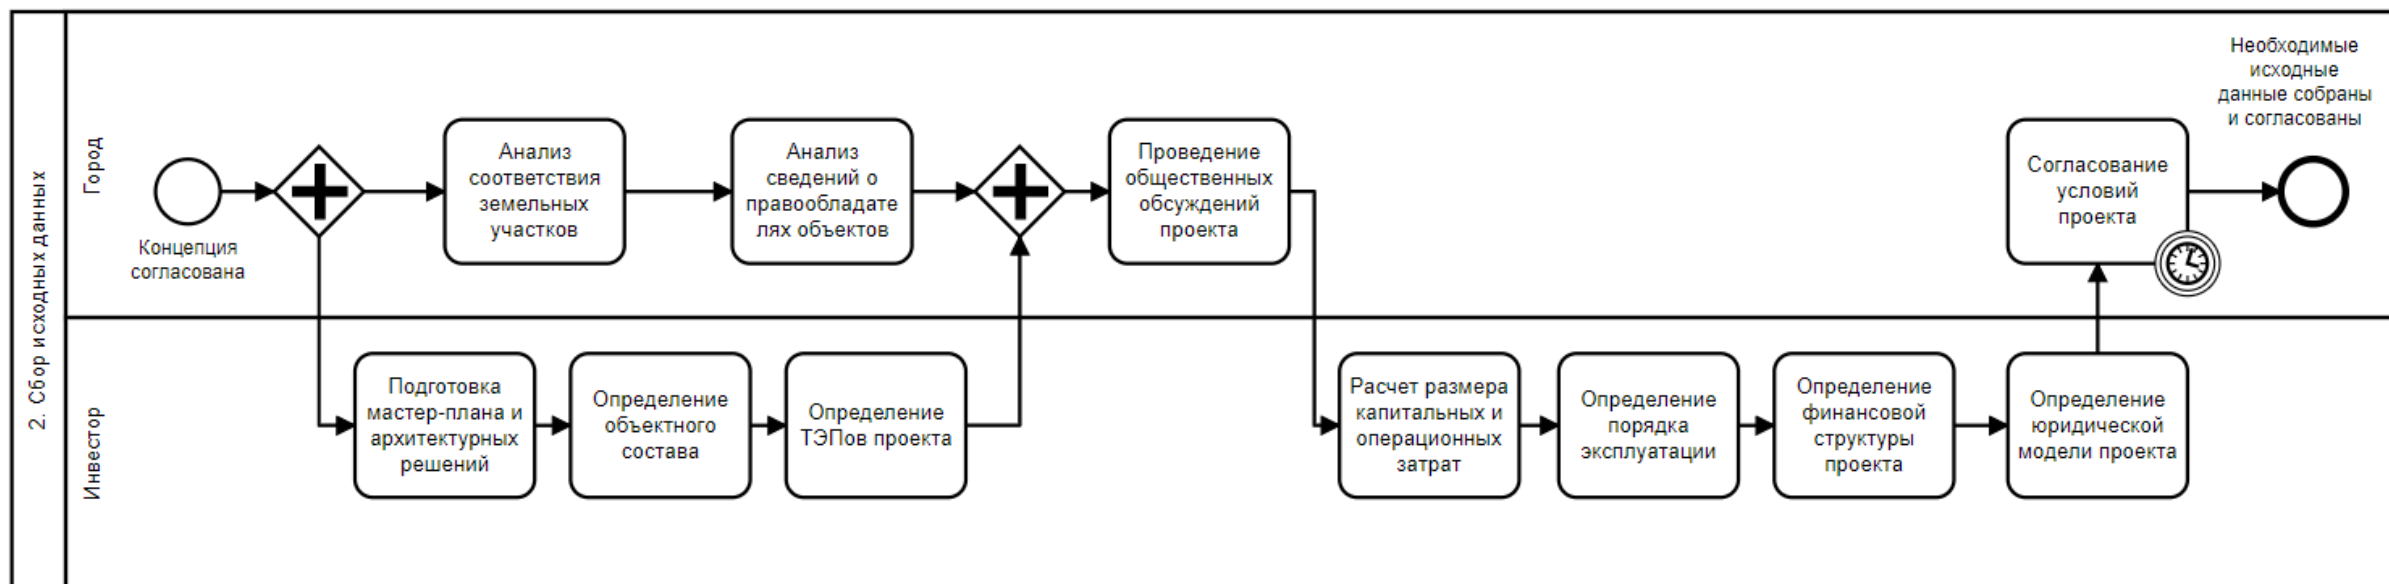 2. Сбор исходных данных
Город
Концепция
согласована
Анализ
соответствия
земельных
участков
Анализ
сведений о
правообладате
лях объектов
Проведение
общественных
обсуждений
проекта
Согласование
условий
проекта
Необходимые
исходные
данные собраны
и согласованы
Инвестор
Подготовка
мастер-плана и
архитектурных
решений
Определение
объектного
состава
Определение
ТЭПов проекта
Расчет размера
капитальных и
операционных
затрат
Определение
порядка
эксплуатации
Определение
финансовой
структуры
проекта
Определение
юридической
модели проекта